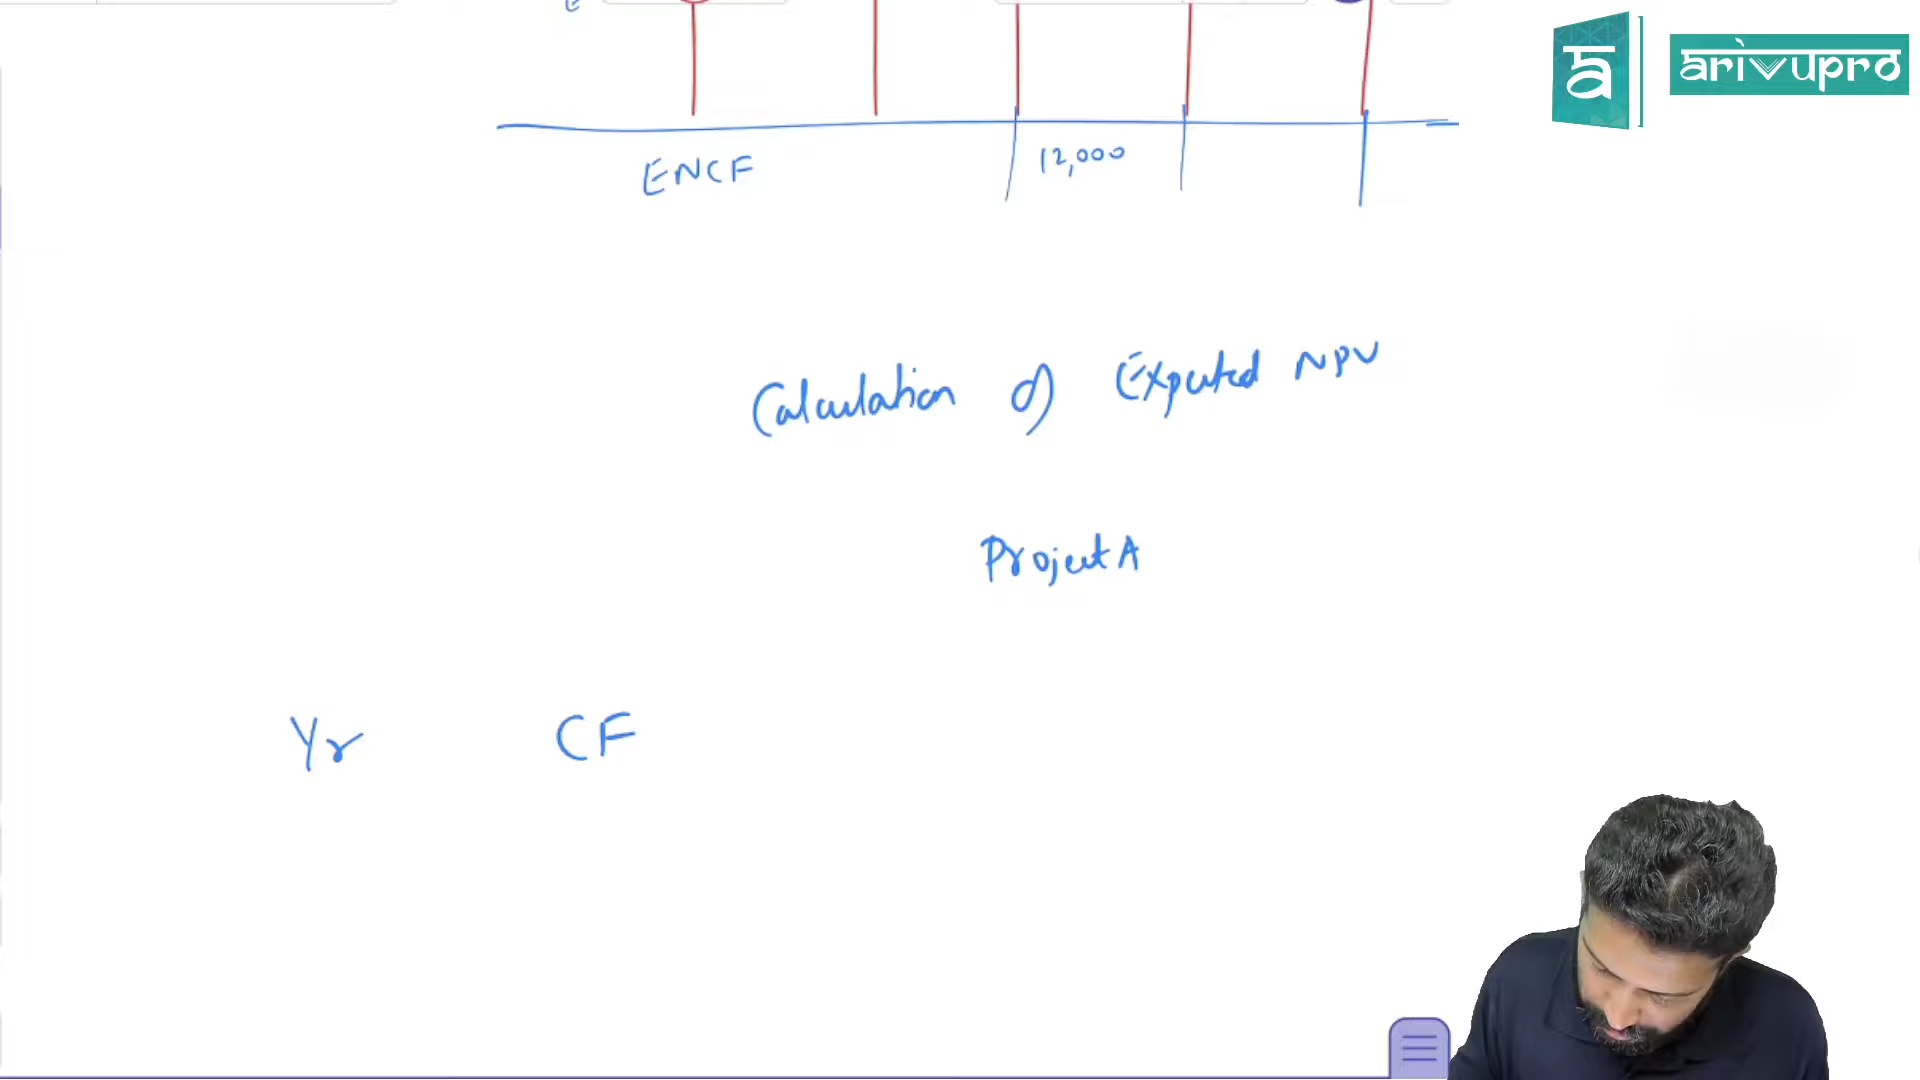 ā arivupro
ENCF 12,000
Calculation of Expected NPV
Project A
Yr CF